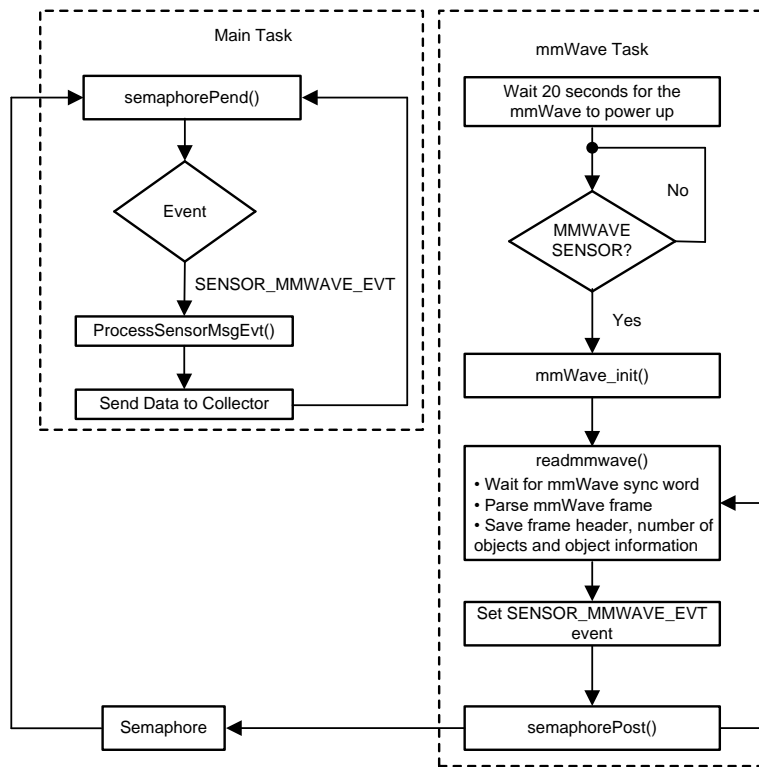 Main Task
semaphorePend()
Event
SENSOR_MMWAVE_EVT
ProcessSensorMsgEvt()
Send Data to Collector
Semaphore
mmWave Task
Wait 20 seconds for the
mmWave to power up
No
MMWAVE
SENSOR?
Yes
mmWave_init()
readmmwave()
• Wait for mmWave sync word
• Parse mmWave frame
• Save frame header, number of
objects and object information
Set SENSOR_MMWAVE_EVT
event
semaphorePost()